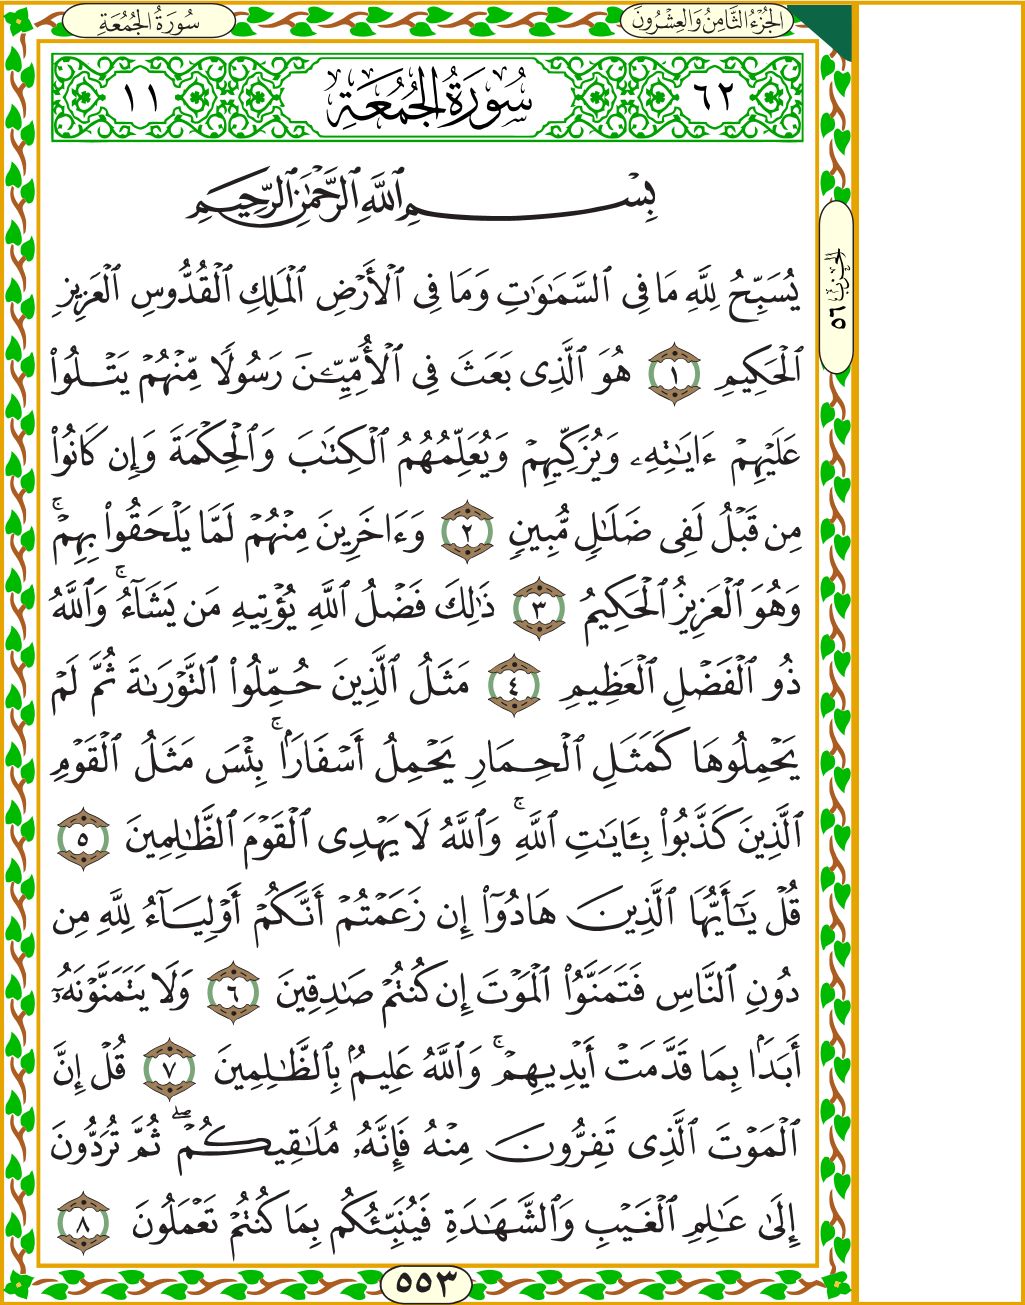 سُورَةُ الجُمُعَةِ
الجُزْءُ الثَّامِنُ وَالعِشْرُونَ
٦٢ سُورَةُ الجُمُعَةِ ١١
بِسْمِ ٱللَّهِ ٱلرَّحْمَٰنِ ٱلرَّحِيمِ
يُسَبِّحُ لِلَّهِ مَا فِى ٱلسَّمَٰوَٰتِ وَمَا فِى ٱلْأَرْضِ ٱلْمَلِكِ ٱلْقُدُّوسِ ٱلْعَزِيزِ
ٱلْحَكِيمِ ١ هُوَ ٱلَّذِى بَعَثَ فِى ٱلْأُمِّيِّـۧنَ رَسُولًا مِّنْهُمْ يَتْلُوا۟
عَلَيْهِمْ ءَايَٰتِهِۦ وَيُزَكِّيهِمْ وَيُعَلِّمُهُمُ ٱلْكِتَٰبَ وَٱلْحِكْمَةَ وَإِن كَانُوا۟
مِن قَبْلُ لَفِى ضَلَٰلٍ مُّبِينٍ ٢ وَءَاخَرِينَ مِنْهُمْ لَمَّا يَلْحَقُوا۟ بِهِمْ ۚ
وَهُوَ ٱلْعَزِيزُ ٱلْحَكِيمُ ٣ ذَٰلِكَ فَضْلُ ٱللَّهِ يُؤْتِيهِ مَن يَشَآءُ ۚ وَٱللَّهُ
ذُو ٱلْفَضْلِ ٱلْعَظِيمِ ٤ مَثَلُ ٱلَّذِينَ حُمِّلُوا۟ ٱلتَّوْرَىٰةَ ثُمَّ لَمْ
يَحْمِلُوهَا كَمَثَلِ ٱلْحِمَارِ يَحْمِلُ أَسْفَارًۢا ۚ بِئْسَ مَثَلُ ٱلْقَوْمِ
ٱلَّذِينَ كَذَّبُوا۟ بِـَٔايَٰتِ ٱللَّهِ ۚ وَٱللَّهُ لَا يَهْدِى ٱلْقَوْمَ ٱلظَّٰلِمِينَ ٥
قُلْ يَٰٓأَيُّهَا ٱلَّذِينَ هَادُوٓا۟ إِن زَعَمْتُمْ أَنَّكُمْ أَوْلِيَآءُ لِلَّهِ مِن
دُونِ ٱلنَّاسِ فَتَمَنَّوُا۟ ٱلْمَوْتَ إِن كُنتُمْ صَٰدِقِينَ ٦ وَلَا يَتَمَنَّوْنَهُۥٓ
أَبَدًۢا بِمَا قَدَّمَتْ أَيْدِيهِمْ ۚ وَٱللَّهُ عَلِيمٌۢ بِٱلظَّٰلِمِينَ ٧ قُلْ إِنَّ
ٱلْمَوْتَ ٱلَّذِى تَفِرُّونَ مِنْهُ فَإِنَّهُۥ مُلَٰقِيكُمْ ۖ ثُمَّ تُرَدُّونَ
إِلَىٰ عَٰلِمِ ٱلْغَيْبِ وَٱلشَّهَٰدَةِ فَيُنَبِّئُكُم بِمَا كُنتُمْ تَعْمَلُونَ ٨
الحِزْبُ ٥٦
٥٥٣